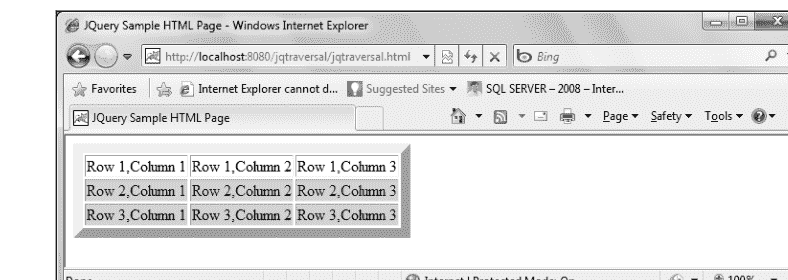 JQuery Sample HTML Page - Windows Internet Explorer
http://localhost:8080/jqtraversal/jqtraversal.html
Bing
Favorites Internet Explorer cannot d... Suggested Sites SQL SERVER – 2008 – Inter...
JQuery Sample HTML Page Page Safety Tools
Row 1,Column 1 Row 1,Column 2 Row 1,Column 3
Row 2,Column 1 Row 2,Column 2 Row 2,Column 3
Row 3,Column 1 Row 3,Column 2 Row 3,Column 3
Done Internet | Protected Mode: On 100%